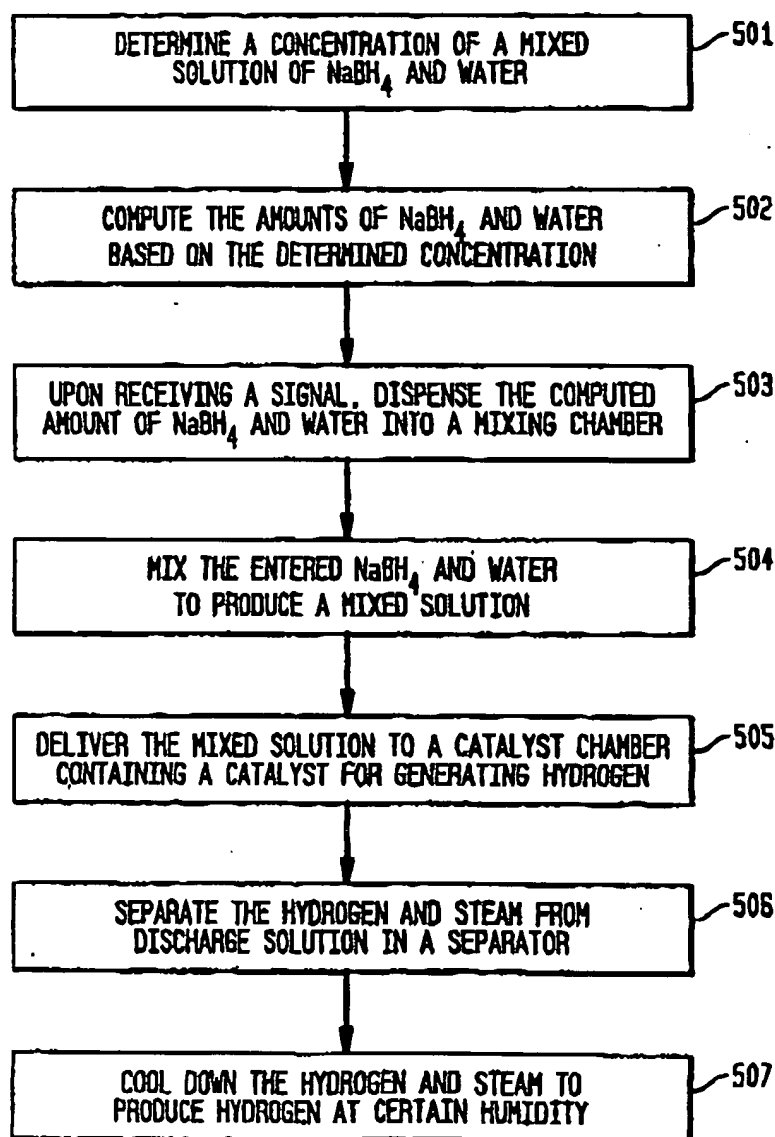 DETERMINE A CONCENTRATION OF A MIXED
SOLUTION OF NaBH4 AND WATER
501
COMPUTE THE AMOUNTS OF NaBH4 AND WATER
BASED ON THE DETERMINED CONCENTRATION
502
UPON RECEIVING A SIGNAL, DISPENSE THE COMPUTED
AMOUNT OF NaBH4 AND WATER INTO A MIXING CHAMBER
503
MIX THE ENTERED NaBH4 AND WATER
TO PRODUCE A MIXED SOLUTION
504
DELIVER THE MIXED SOLUTION TO A CATALYST CHAMBER
CONTAINING A CATALYST FOR GENERATING HYDROGEN
505
SEPARATE THE HYDROGEN AND STEAM FROM
DISCHARGE SOLUTION IN A SEPARATOR
506
COOL DOWN THE HYDROGEN AND STEAM TO
PRODUCE HYDROGEN AT CERTAIN HUMIDITY
507